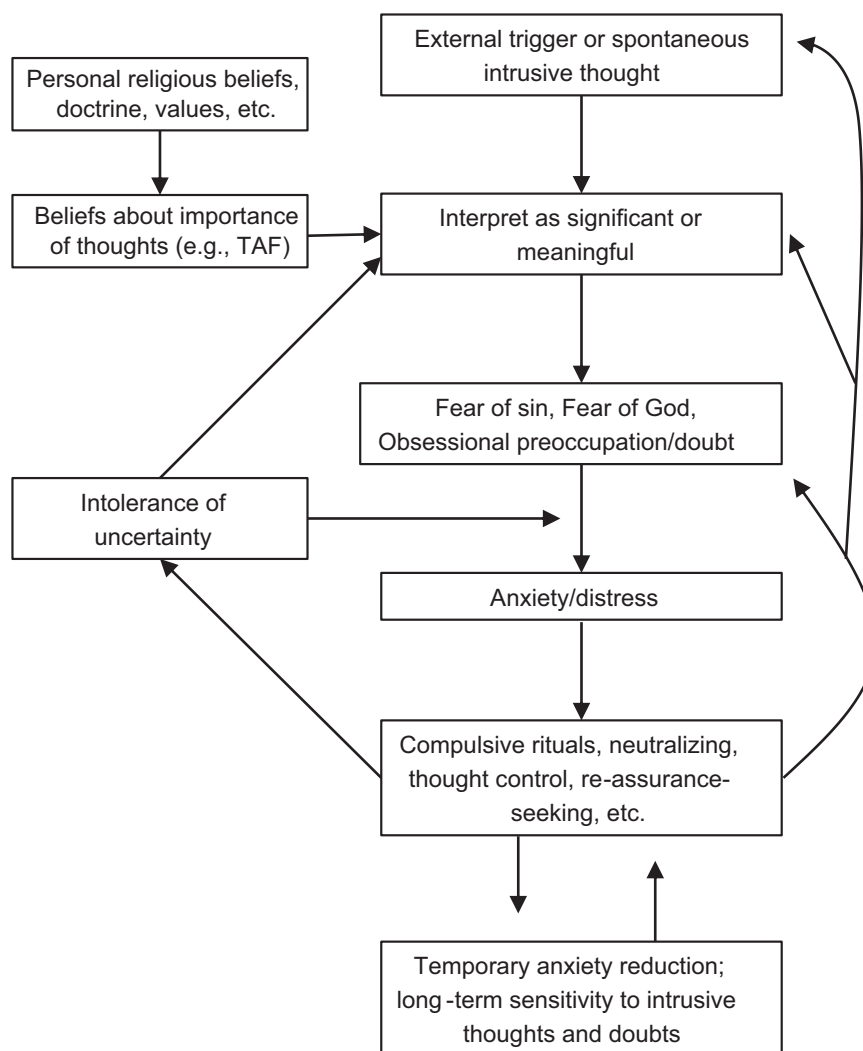 External trigger or spontaneous
intrusive thought
Personal religious beliefs,
doctrine, values, etc.
Beliefs about importance
of thoughts (e.g., TAF)
Interpret as significant or
meaningful
Fear of sin, Fear of God,
Obsessional preoccupation/doubt
Intolerance of
uncertainty
Anxiety/distress
Compulsive rituals, neutralizing,
thought control, re-assurance-
seeking, etc.
Temporary anxiety reduction;
long-term sensitivity to intrusive
thoughts and doubts